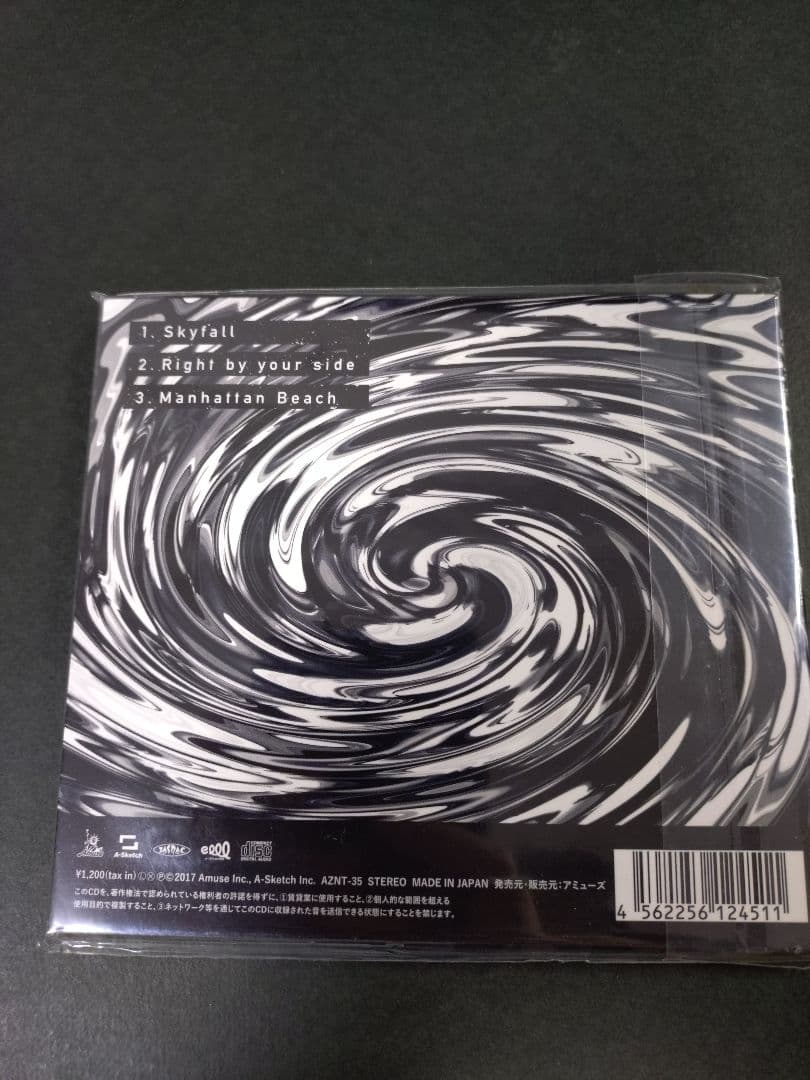 1. Skyfall
2. Right by your side
3. Manhattan Beach
A-Sketch
JASRAC
COMPACT
disc
DIGITAL AUDIO
¥1,200(tax in) Ⓛ Ⓧ Ⓟ©2017 Amuse Inc., A-Sketch Inc. AZNT-35 STEREO MADE IN JAPAN 発売元・販売元：アミューズ
このCDを、著作権法で認められている権利者の許諾を得ずに、①賃貸業に使用すること、②個人的な範囲を超える
使用目的で複製すること、③ネットワーク等を通じてこのCDに収録された音を送信できる状態にすることを禁じます。
4 562256 124511